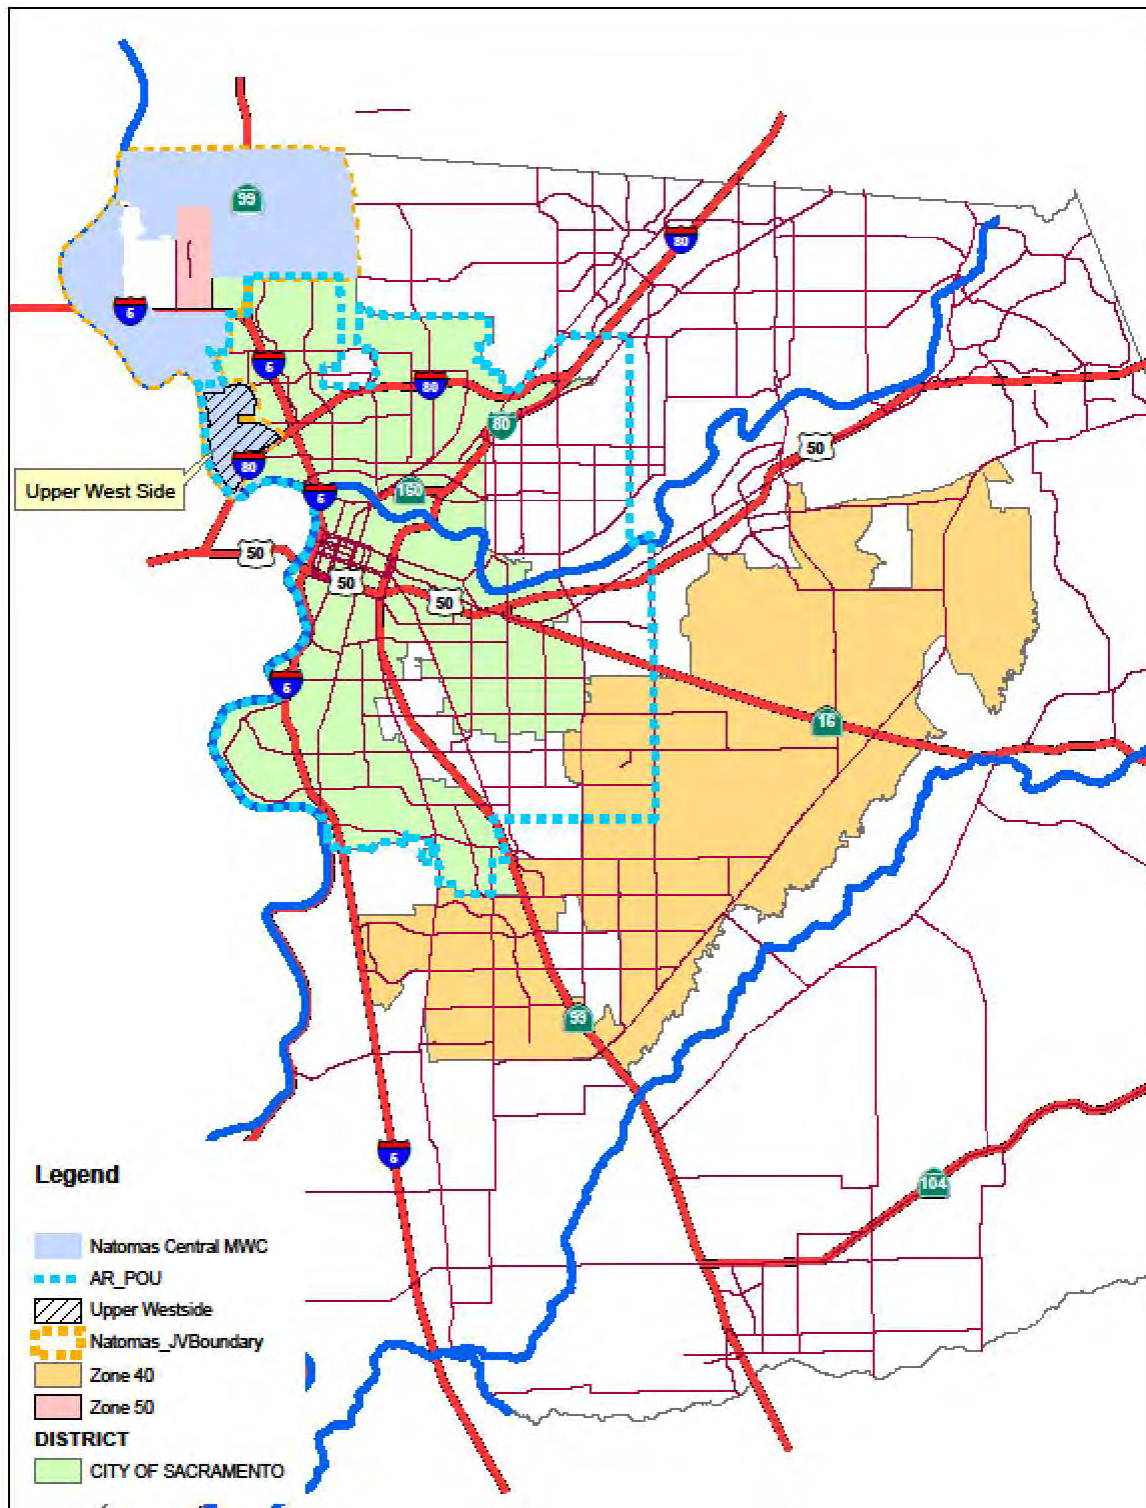 99
80
5
5
80
80
80
Upper West Side
5
160
50
50
50
50
5
16
99
5
104
Legend
Natomas Central MWC
AR_POU
Upper Westside
Natomas_JVBoundary
Zone 40
Zone 50
DISTRICT
CITY OF SACRAMENTO